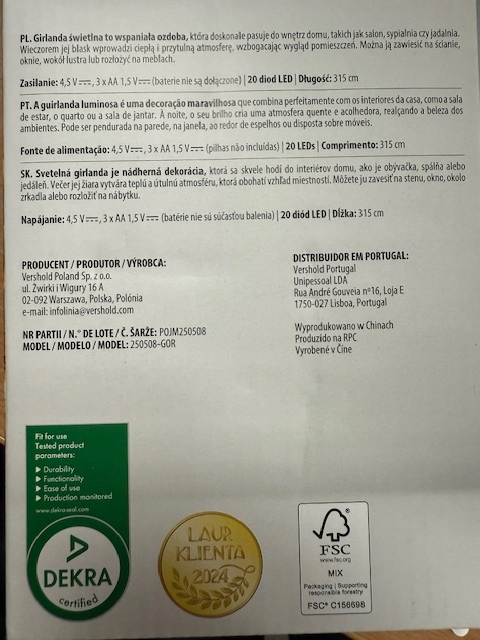 PL. Girlanda świetlna to wspaniała ozdoba, która doskonale pasuje do wnętrz domu, takich jak salon, sypialnia czy jadalnia.
Wieczorem jej blask wprowadzi ciepłą i przytulną atmosferę, wzbogacając wygląd pomieszczeń. Można ją zawiesić na ścianie,
oknie, wokół lustra lub rozłożyć na meblach.
Zasilanie: 4,5 V⎓, 3 x AA 1,5 V⎓ (baterie nie są dołączone) | 20 diod LED | Długość: 315 cm
PT. A guirlanda luminosa é uma decoração maravilhosa que combina perfeitamente com os interiores da casa, como a sala
de estar, o quarto ou a sala de jantar. À noite, o seu brilho cria uma atmosfera quente e acolhedora, realçando a beleza dos
ambientes. Pode ser pendurada na parede, na janela, ao redor de espelhos ou disposta sobre móveis.
Fonte de alimentação: 4,5 V⎓, 3 x AA 1,5 V⎓ (pilhas não incluídas) | 20 LEDs | Comprimento: 315 cm
SK. Svetelná girlanda je nádherná dekorácia, ktorá sa skvele hodí do interiérov domu, ako je obývačka, spálňa alebo
jedáleň. Večer jej žiara vytvára teplú a útulnú atmosféru, ktorá obohatí vzhľad miestností. Môžete ju zavesiť na stenu, okno, okolo
zrkadla alebo rozložiť na nábytku.
Napájanie: 4,5 V⎓, 3 x AA 1,5 V⎓ (batérie nie sú súčasťou balenia) | 20 diód LED | Dĺžka: 315 cm
PRODUCENT / PRODUTOR / VÝROBCA:
Vershold Poland Sp. z o.o.
ul. Żwirki i Wigury 16 A
02-092 Warszawa, Polska, Polónia
e-mail: infolinia@vershold.com
NR PARTII / N.° DE LOTE / Č. ŠARŽE: POJM250508
MODEL / MODELO / MODEL: 250508-GOR
DISTRIBUIDOR EM PORTUGAL:
Vershold Portugal
Unipessoal LDA
Rua André Gouveia nº16, Loja E
1750-027 Lisboa, Portugal
Wyprodukowano w Chinach
Produzido na RPC
Vyrobené v Číne
Fit for use
Tested product
parameters:
▶ Durability
▶ Functionality
▶ Ease of use
▶ Production monitored
www.dekra-seal.com
DEKRA
certified
LAUR
KLIENTA
2024
FSC
www.fsc.org
MIX
Packaging | Supporting
responsible forestry
FSC® C156698